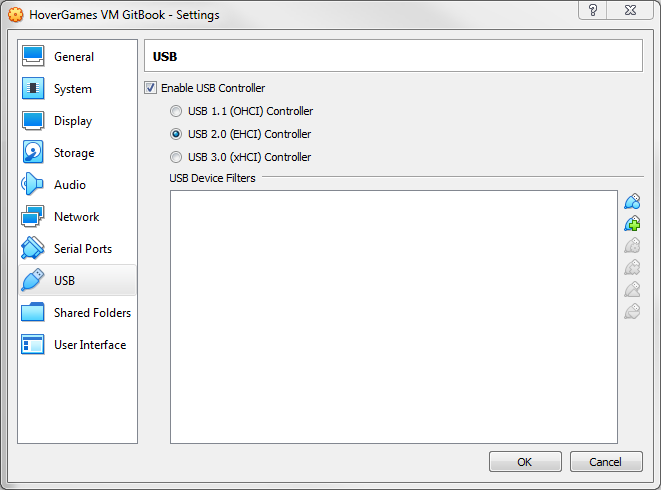 HoverGames VM GitBook - Settings
General
System
Display
Storage
Audio
Network
Serial Ports
USB
Shared Folders
User Interface
USB
Enable USB Controller
USB 1.1 (OHCI) Controller
USB 2.0 (EHCI) Controller
USB 3.0 (xHCI) Controller
USB Device Filters
OK
Cancel